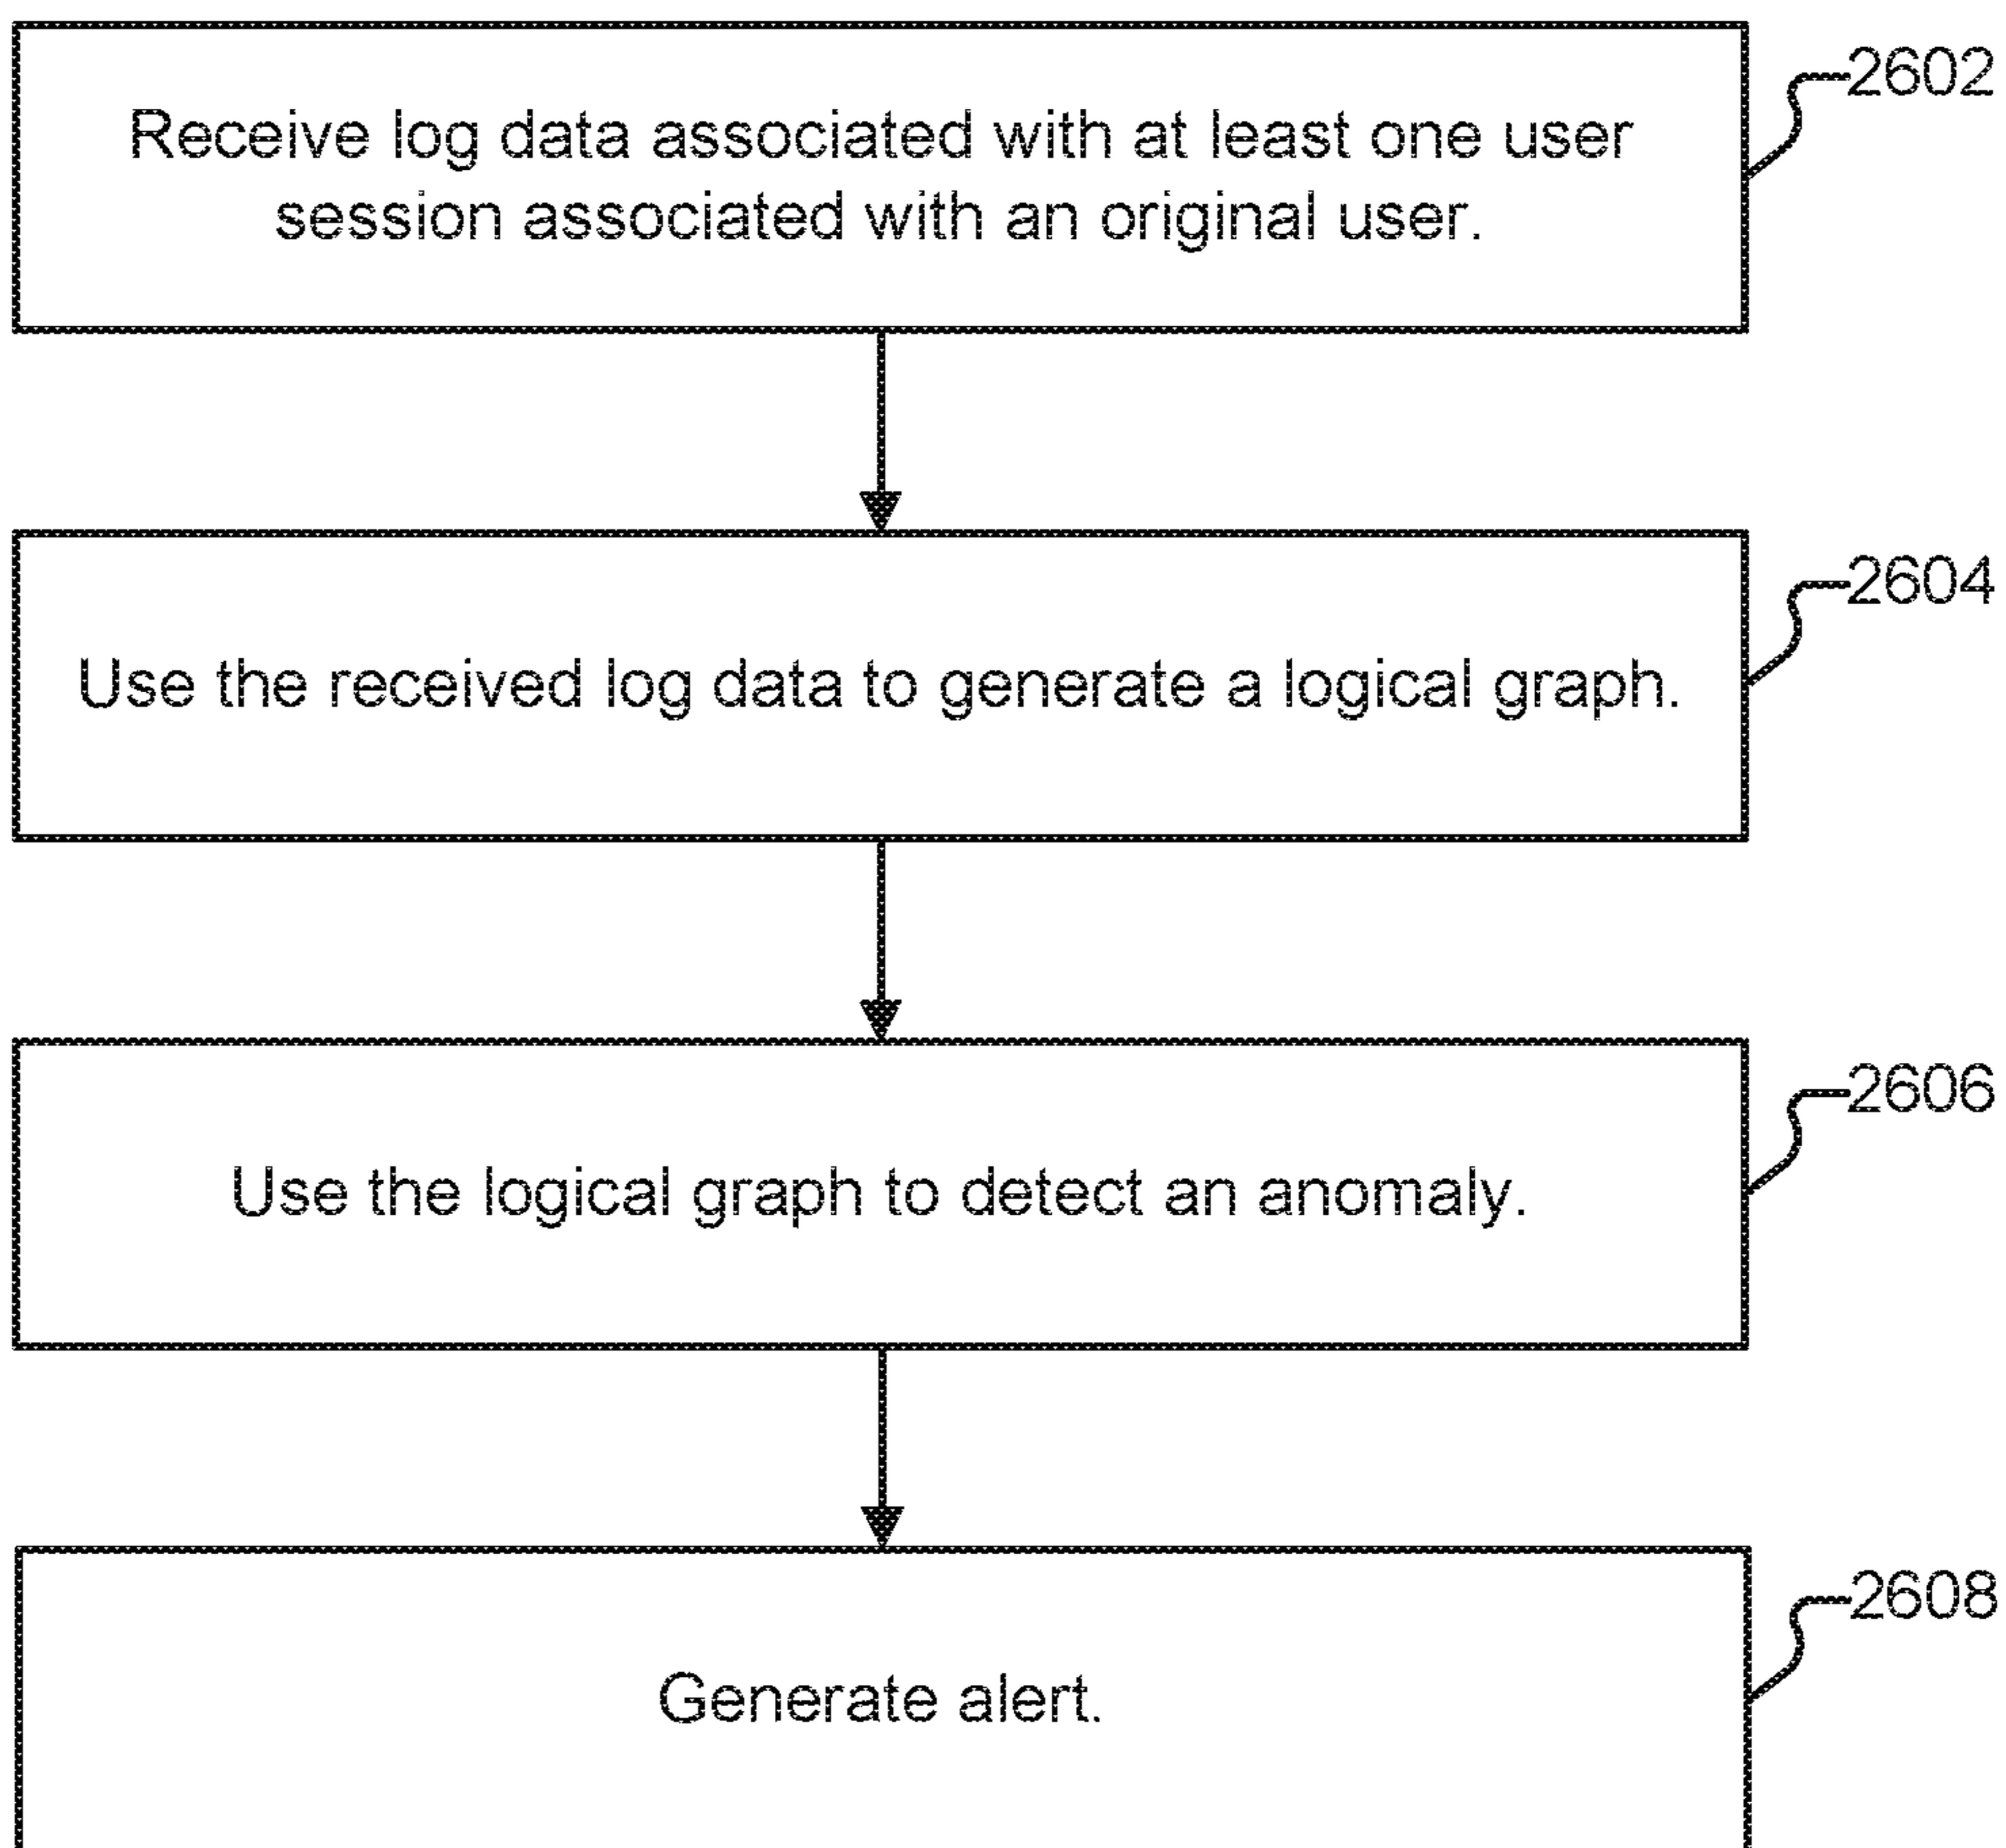 2602
Receive log data associated with at least one user
session associated with an original user.
2604
Use the received log data to generate a logical graph.
2606
Use the logical graph to detect an anomaly.
2608
Generate alert.